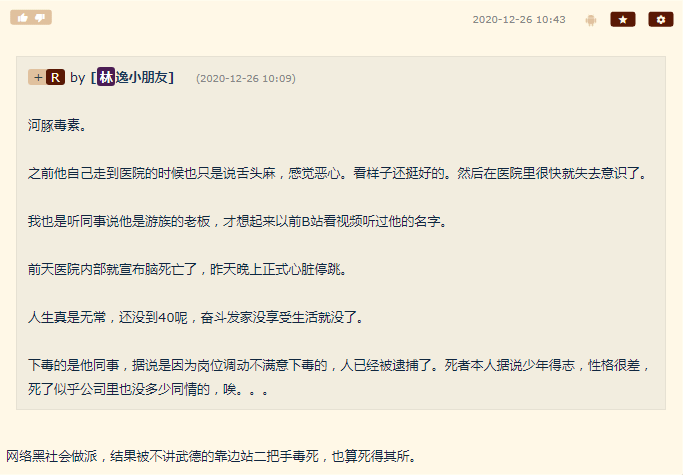 2020-12-26 10:43
+ R by [林逸小朋友] (2020-12-26 10:09)
河豚毒素。
之前他自己走到医院的时候也只是说舌头麻，感觉恶心。看样子还挺好的。然后在医院里很快就失去意识了。
我也是听同事说他是游族的老板，才想起来以前B站看视频听过他的名字。
前天医院内部就宣布脑死亡了，昨天晚上正式心脏停跳。
人生真是无常，还没到40呢，奋斗发家没享受生活就没了。
下毒的是他同事，据说是因为岗位调动不满意下毒的，人已经被逮捕了。死者本人据说少年得志，性格很差，
死了似乎公司里也没多少同情的，唉。。。
网络黑社会做派，结果被不讲武德的靠边站二把手毒死，也算死得其所。